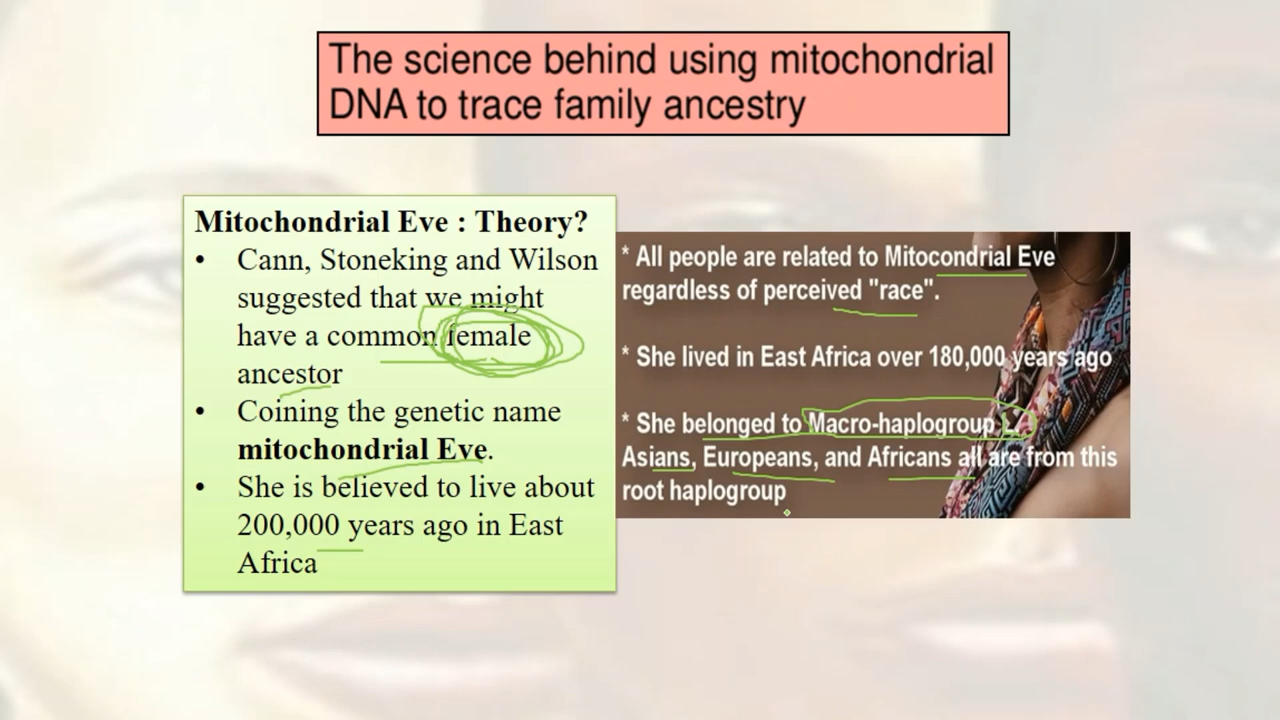 The science behind using mitochondrial
DNA to trace family ancestry
Mitochondrial Eve : Theory?
• Cann, Stoneking and Wilson
suggested that we might
have a common female
ancestor
• Coining the genetic name
mitochondrial Eve.
• She is believed to live about
200,000 years ago in East
Africa
* All people are related to Mitocondrial Eve
regardless of perceived "race".
* She lived in East Africa over 180,000 years ago
* She belonged to Macro-haplogroup L.
Asians, Europeans, and Africans all are from this
root haplogroup